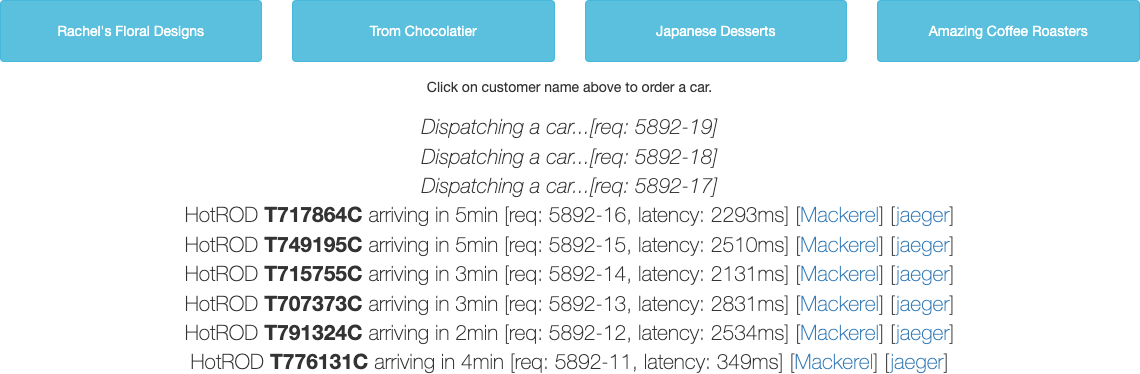 Rachel's Floral Designs
Trom Chocolatier
Japanese Desserts
Amazing Coffee Roasters
Click on customer name above to order a car.
Dispatching a car...[req: 5892-19]
Dispatching a car...[req: 5892-18]
Dispatching a car...[req: 5892-17]
HotROD T717864C arriving in 5min [req: 5892-16, latency: 2293ms] [Mackerel] [jaeger]
HotROD T749195C arriving in 5min [req: 5892-15, latency: 2510ms] [Mackerel] [jaeger]
HotROD T715755C arriving in 3min [req: 5892-14, latency: 2131ms] [Mackerel] [jaeger]
HotROD T707373C arriving in 3min [req: 5892-13, latency: 2831ms] [Mackerel] [jaeger]
HotROD T791324C arriving in 2min [req: 5892-12, latency: 2534ms] [Mackerel] [jaeger]
HotROD T776131C arriving in 4min [req: 5892-11, latency: 349ms] [Mackerel] [jaeger]